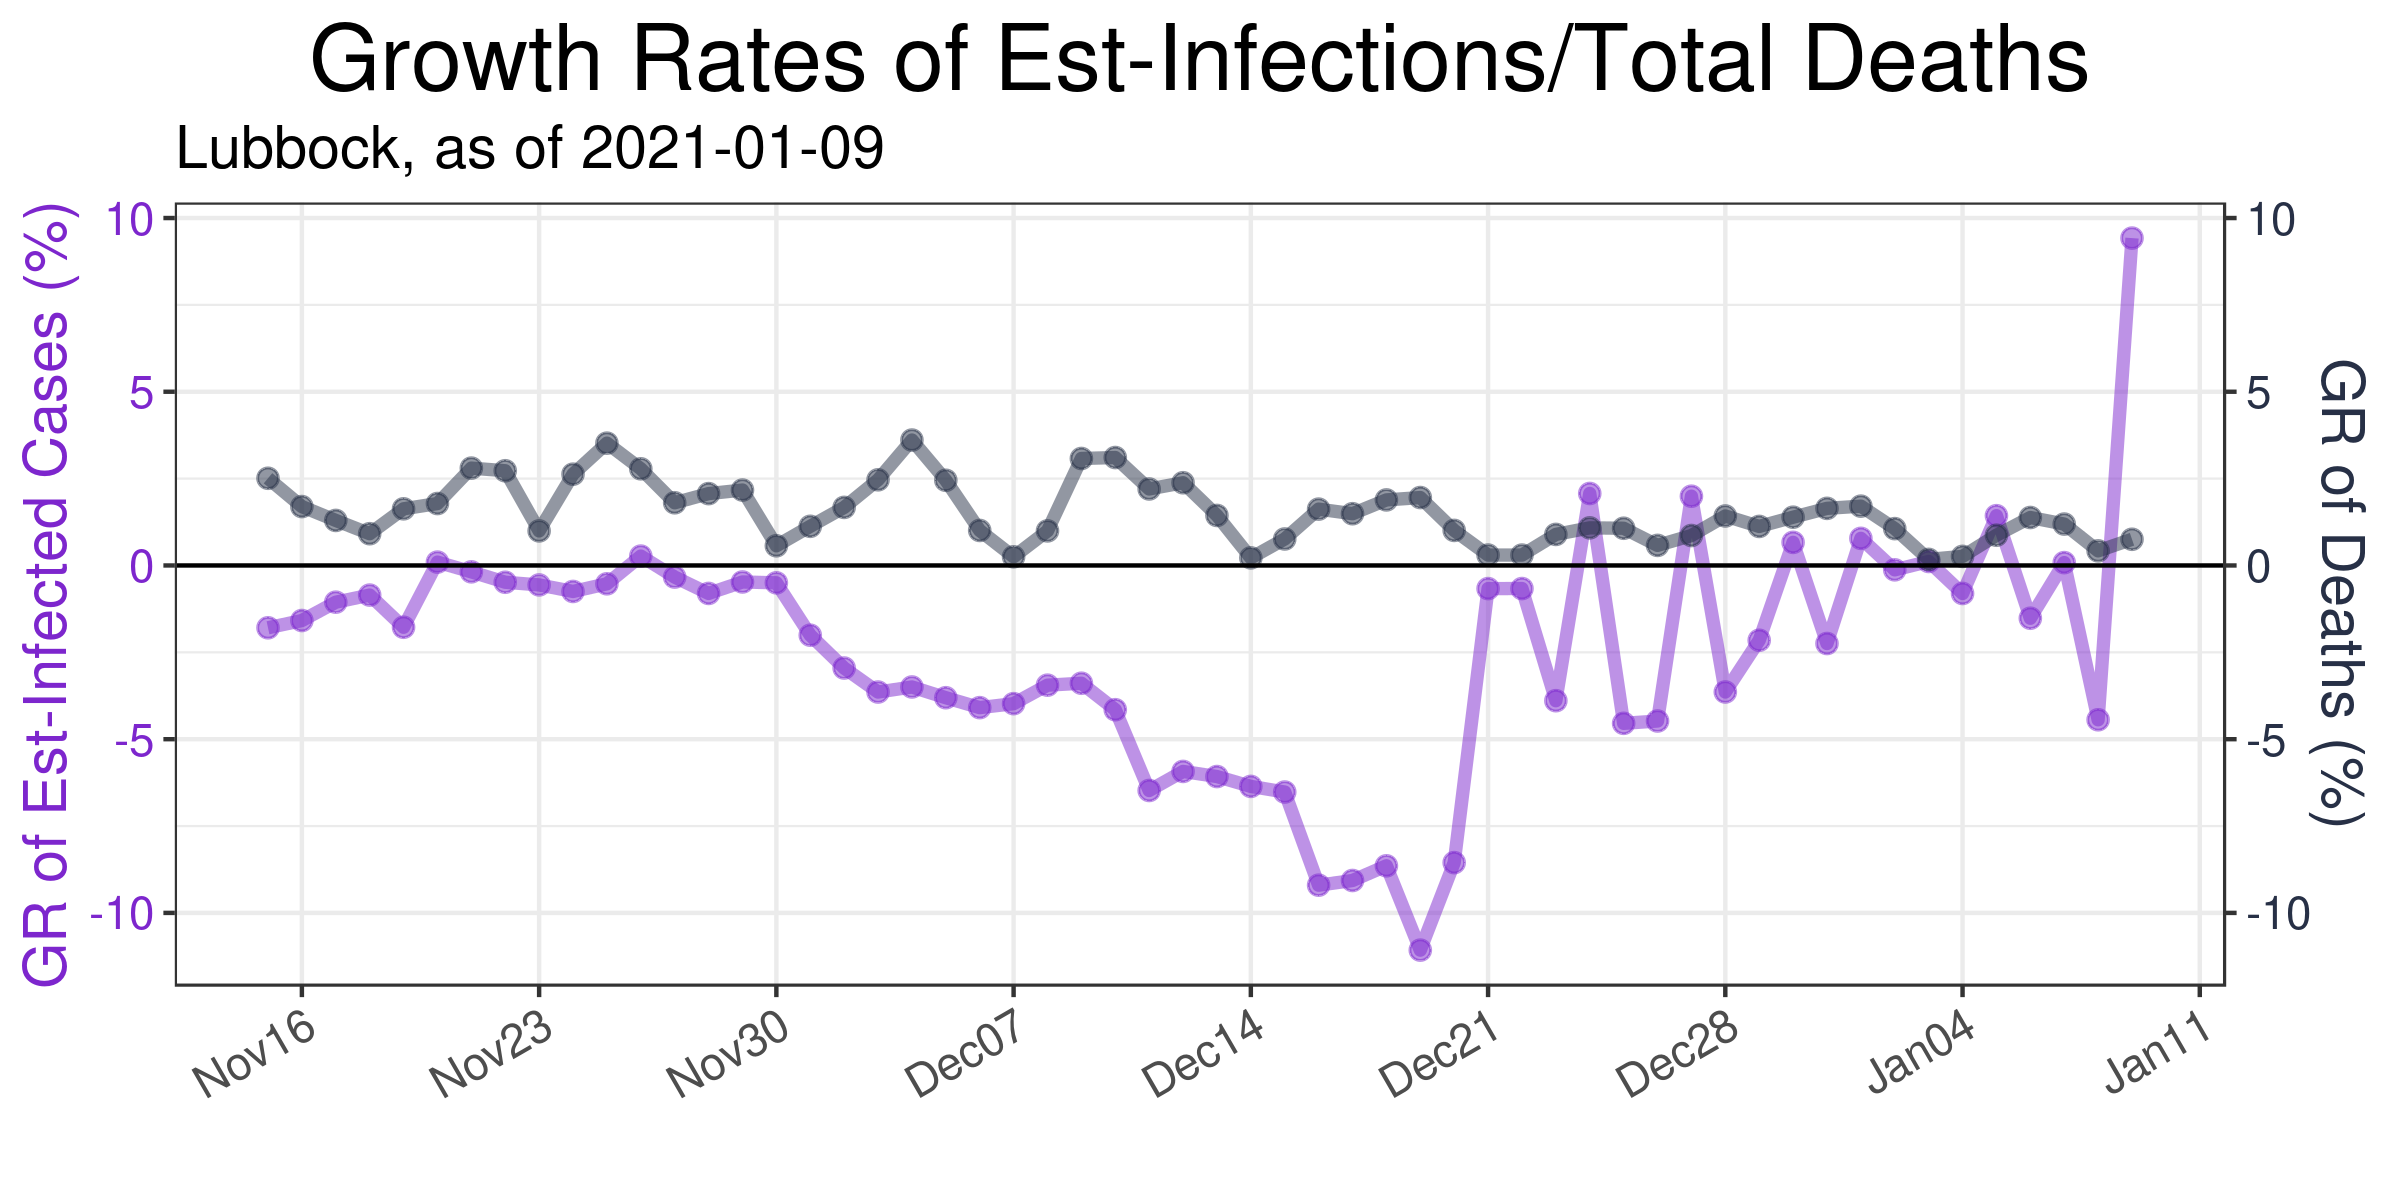 Growth Rates of Est-Infections/Total Deaths
Lubbock, as of 2021-01-09
GR of Est-Infected Cases (%)
10
5
0
-5
-10
10
5
0
-5
-10
GR of Deaths (%)
Nov16
Nov23
Nov30
Dec07
Dec14
Dec21
Dec28
Jan04
Jan11